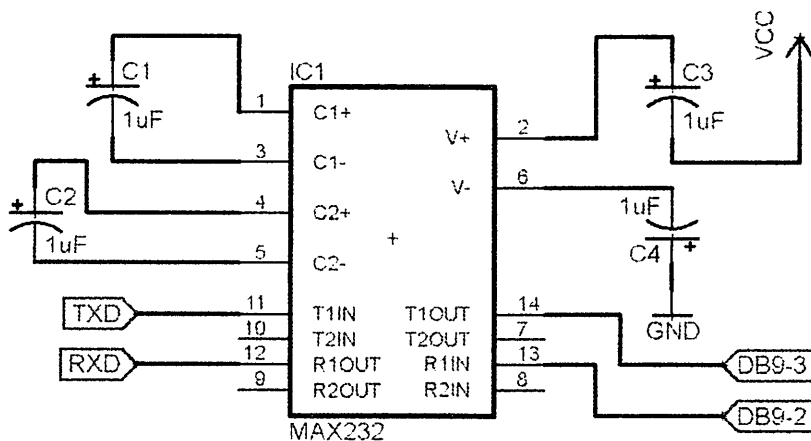 IC1
C1
1uF
C2
1uF
C3
1uF
VCC
1uF
C4
GND
1 C1+
3 C1-
4 C2+
5 C2-
11 T1IN
10 T2IN
12 R1OUT
9 R2OUT
V+ 2
V- 6
T1OUT 14
T2OUT 7
R1IN 13
R2IN 8
TXD
RXD
DB9-3
DB9-2
MAX232